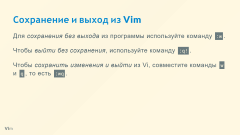 Сохранение и выход из Vim
Для сохранения без выхода из программы используйте команду :w.
Чтобы выйти без сохранения, используйте команду :q!
Чтобы сохранить изменения и выйти из Vi, совместите команды w
и q, то есть :wq
Vim